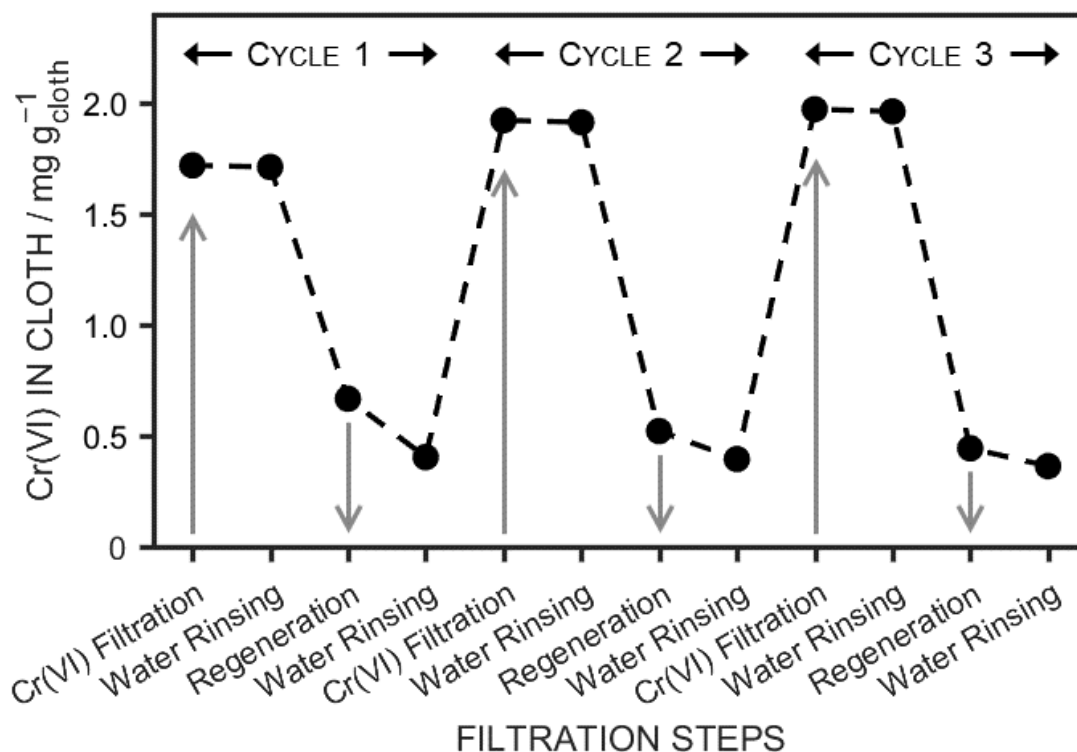 CYCLE 1
CYCLE 2
CYCLE 3
Cr(VI) IN CLOTH / mg g⁻¹cloth
2.0
1.5
1.0
0.5
0
Cr(VI) Filtration
Water Rinsing
Regeneration
Water Rinsing
Cr(VI) Filtration
Water Rinsing
Regeneration
Water Rinsing
Cr(VI) Filtration
Water Rinsing
Regeneration
Water Rinsing
FILTRATION STEPS